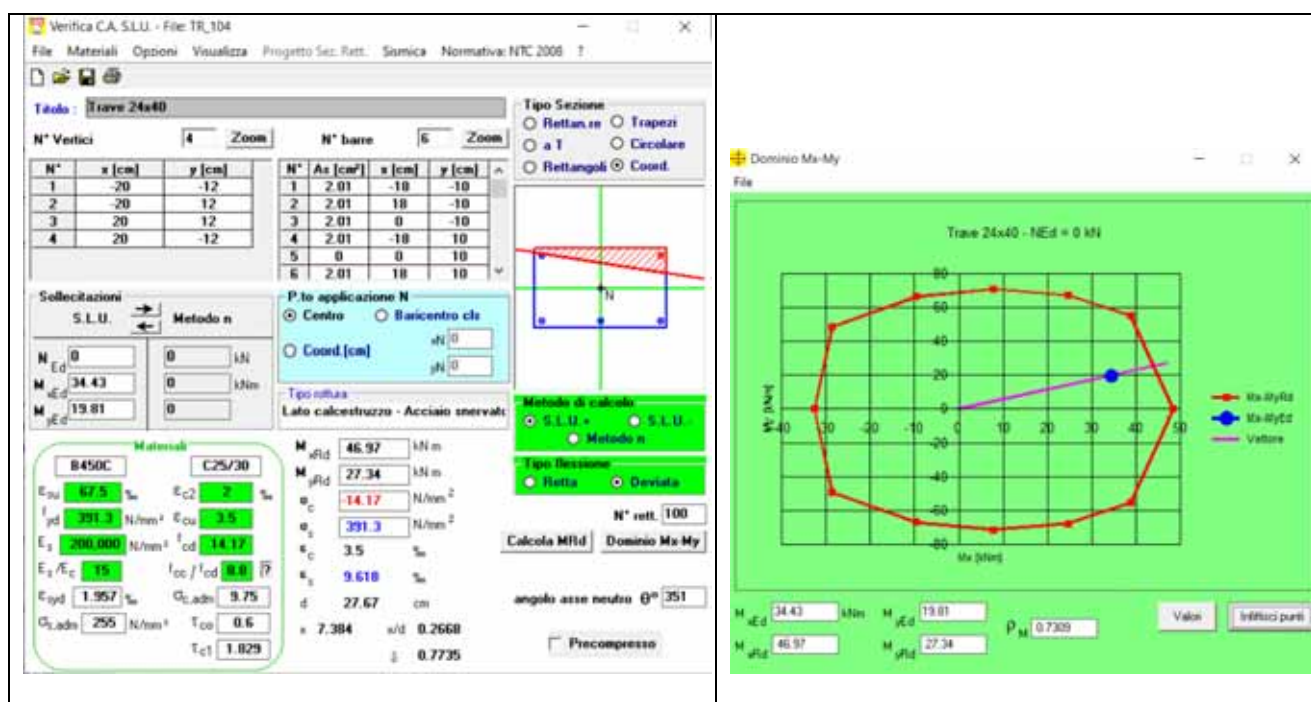 Verifica C.A. S.L.U. - File: TR_104
File Materiali Opzioni Visualizza Progetto Sez. Rett. Sismica Normativa: NTC 2008 ?
Titolo : Trave 24x40
N° Vertici 4 Zoom N° barre 6 Zoom
N° x [cm] y [cm]
1 -20 -12
2 -20 12
3 20 12
4 20 -12
N° As [cm²] x [cm] y [cm]
1 2.01 -18 -10
2 2.01 18 -10
3 2.01 0 -10
4 2.01 -18 10
5 0 0 10
6 2.01 18 10
Tipo Sezione
Rettan.re Trapezi
a T Circolare
Rettangoli Coord.
N
Sollecitazioni
S.L.U. Metodo n
N Ed 0 0 kN
M xEd 34.43 0 kNm
M yEd 19.81 0
P.to applicazione N
Centro Baricentro cls
Coord.[cm] xN 0
yN 0
Tipo rottura
Lato calcestruzzo - Acciaio snervato
Metodo di calcolo
S.L.U.+ S.L.U.-
Metodo n
Tipo flessione
Retta Deviata
N° rett. 100
Calcola MRd Dominio Mx-My
angolo asse neutro θ° 351
Precompresso
Materiali
B450C C25/30
εsu 67.5 ‰ εc2 2 ‰
fyd 391.3 N/mm² εcu 3.5
Es 200,000 N/mm² fcd 14.17
Es/Ec 15 fcc / fcd 0.8 ?
εsyd 1.957 ‰ σc,adm 9.75
σs,adm 255 N/mm² τco 0.6
τc1 1.829
M xRd 46.97 kN m
M yRd 27.34 kN m
σc -14.17 N/mm²
σs 391.3 N/mm²
εc 3.5 ‰
εs 9.618 ‰
d 27.67 cm
x 7.384 x/d 0.2668
δ 0.7735
Dominio Mx-My
File
Trave 24x40 - NEd = 0 kN
80
60
40
20
0
-20
-40
-60
-80
-40 -30 -20 -10 0 10 20 30 40 50
My [kNm]
Mx [kNm]
Mx-MyRd
Mx-MyEd
Vettore
M xEd 34.43 kNm M yEd 19.81
M xRd 46.97 M yRd 27.34
ρM 0.7309
Valori Infittisci punti